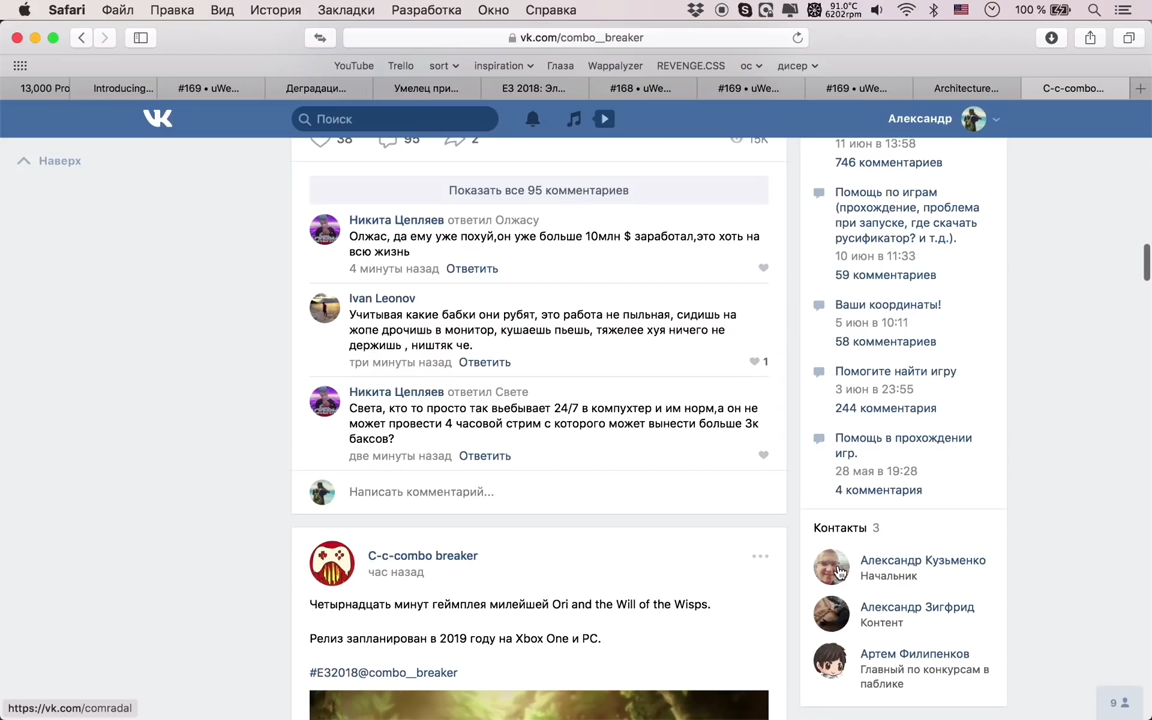 Safari Файл Правка Вид История Закладки Разработка Окно Справка
91.0°C
6202rpm
100 %
vk.com/combo__breaker
YouTube Trello sort inspiration Глаза Wappalyzer REVENGE.CSS ос дисер
13,000 Pro Introducing... #169 • uWe... Деградаци... Умелец при... E3 2018: Эл... #168 • uWe... #169 • uWe... #169 • uWe... Architecture... C-c-combo...
Поиск
Александр
Наверх
38 95 2 15K
Показать все 95 комментариев
Никита Цепляев ответил Олжасу
Олжас, да ему уже похуй,он уже больше 10млн $ заработал,это хоть на
всю жизнь
4 минуты назад Ответить
Ivan Leonov
Учитывая какие бабки они рубят, это работа не пыльная, сидишь на
жопе дрочишь в монитор, кушаешь пьешь, тяжелее хуя ничего не
держишь , ништяк че.
три минуты назад Ответить
1
Никита Цепляев ответил Свете
Света, кто то просто так вьебывает 24/7 в компухтер и им норм,а он не
может провести 4 часовой стрим с которого может вынести больше 3к
баксов?
две минуты назад Ответить
Написать комментарий...
C-c-combo breaker
час назад
Четырнадцать минут геймплея милейшей Ori and the Will of the Wisps.
Релиз запланирован в 2019 году на Xbox One и PC.
#E32018@combo__breaker
11 июн в 13:58
746 комментариев
Помощь по играм
(прохождение, проблема
при запуске, где скачать
русификатор? и т.д.).
10 июн в 11:33
59 комментариев
Ваши координаты!
5 июн в 10:11
58 комментариев
Помогите найти игру
3 июн в 23:55
244 комментария
Помощь в прохождении
игр.
28 мая в 19:28
4 комментария
Контакты 3
Александр Кузьменко
Начальник
Александр Зигфрид
Контент
Артем Филипенков
Главный по конкурсам в
паблике
https://vk.com/comradal
9